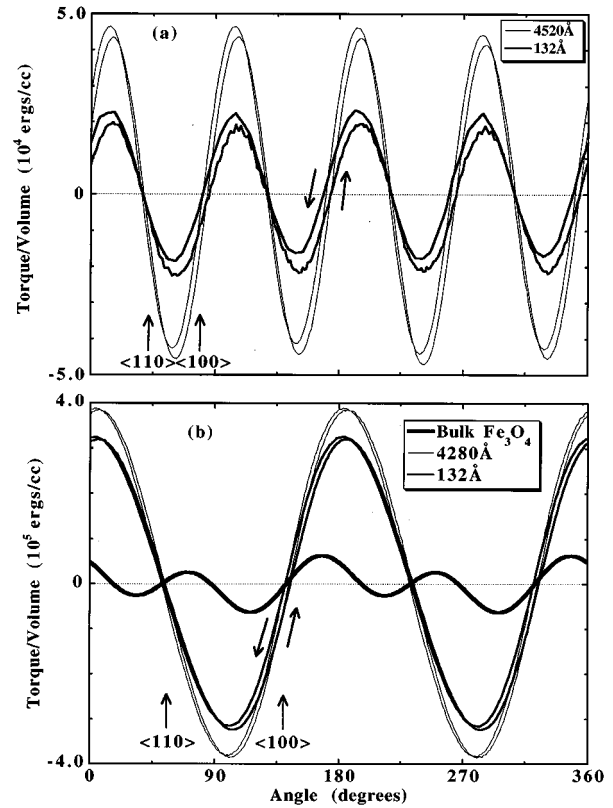 5.0
(a)
4520Å
132Å
Torque/Volume (10⁴ ergs/cc)
0
<110> <100>
-5.0
4.0
(b)
Bulk Fe₃O₄
4280Å
132Å
Torque/Volume (10⁵ ergs/cc)
0
<110>
<100>
-4.0
0 90 180 270 360
Angle (degrees)